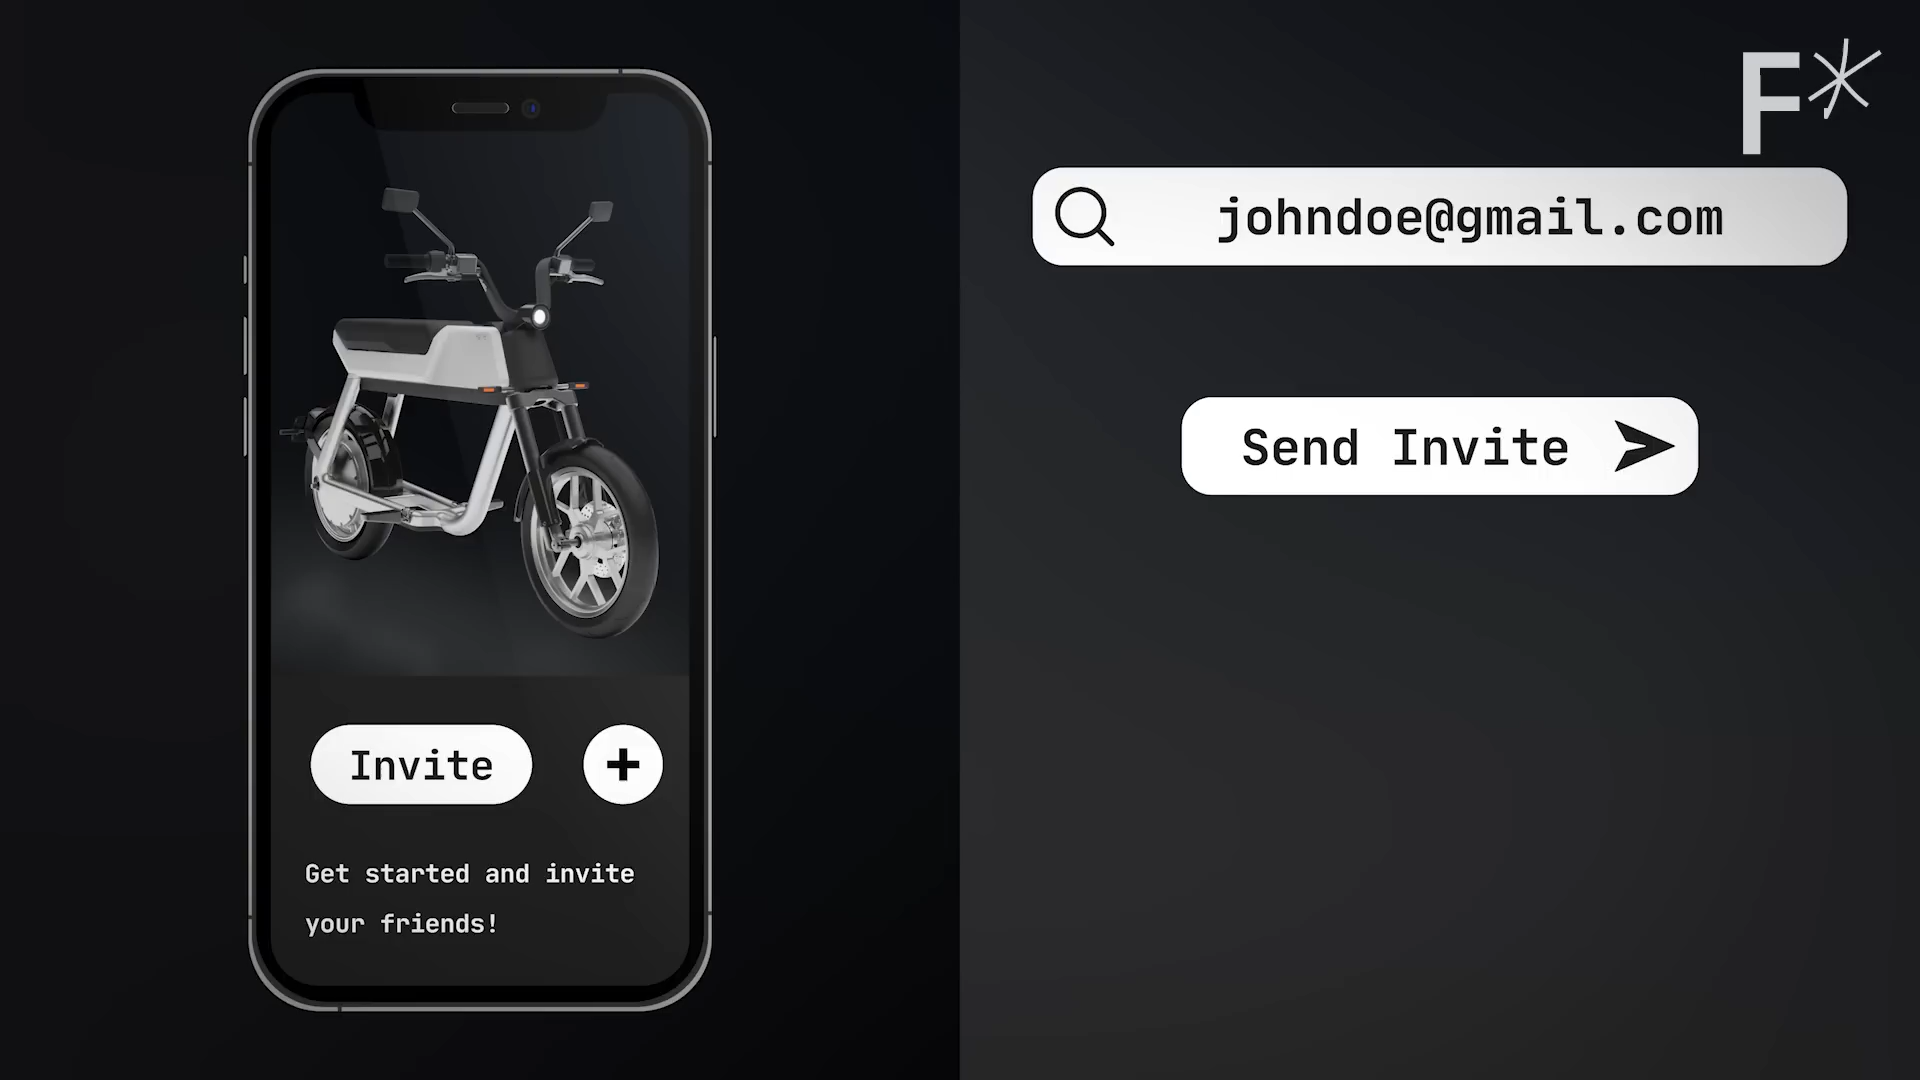 F*
johndoe@gmail.com
Send Invite
Invite
+
Get started and invite
your friends!